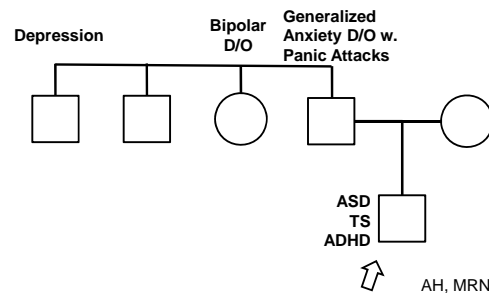 Depression
Bipolar
D/O
Generalized
Anxiety D/O w.
Panic Attacks
ASD
TS
ADHD
AH, MRN